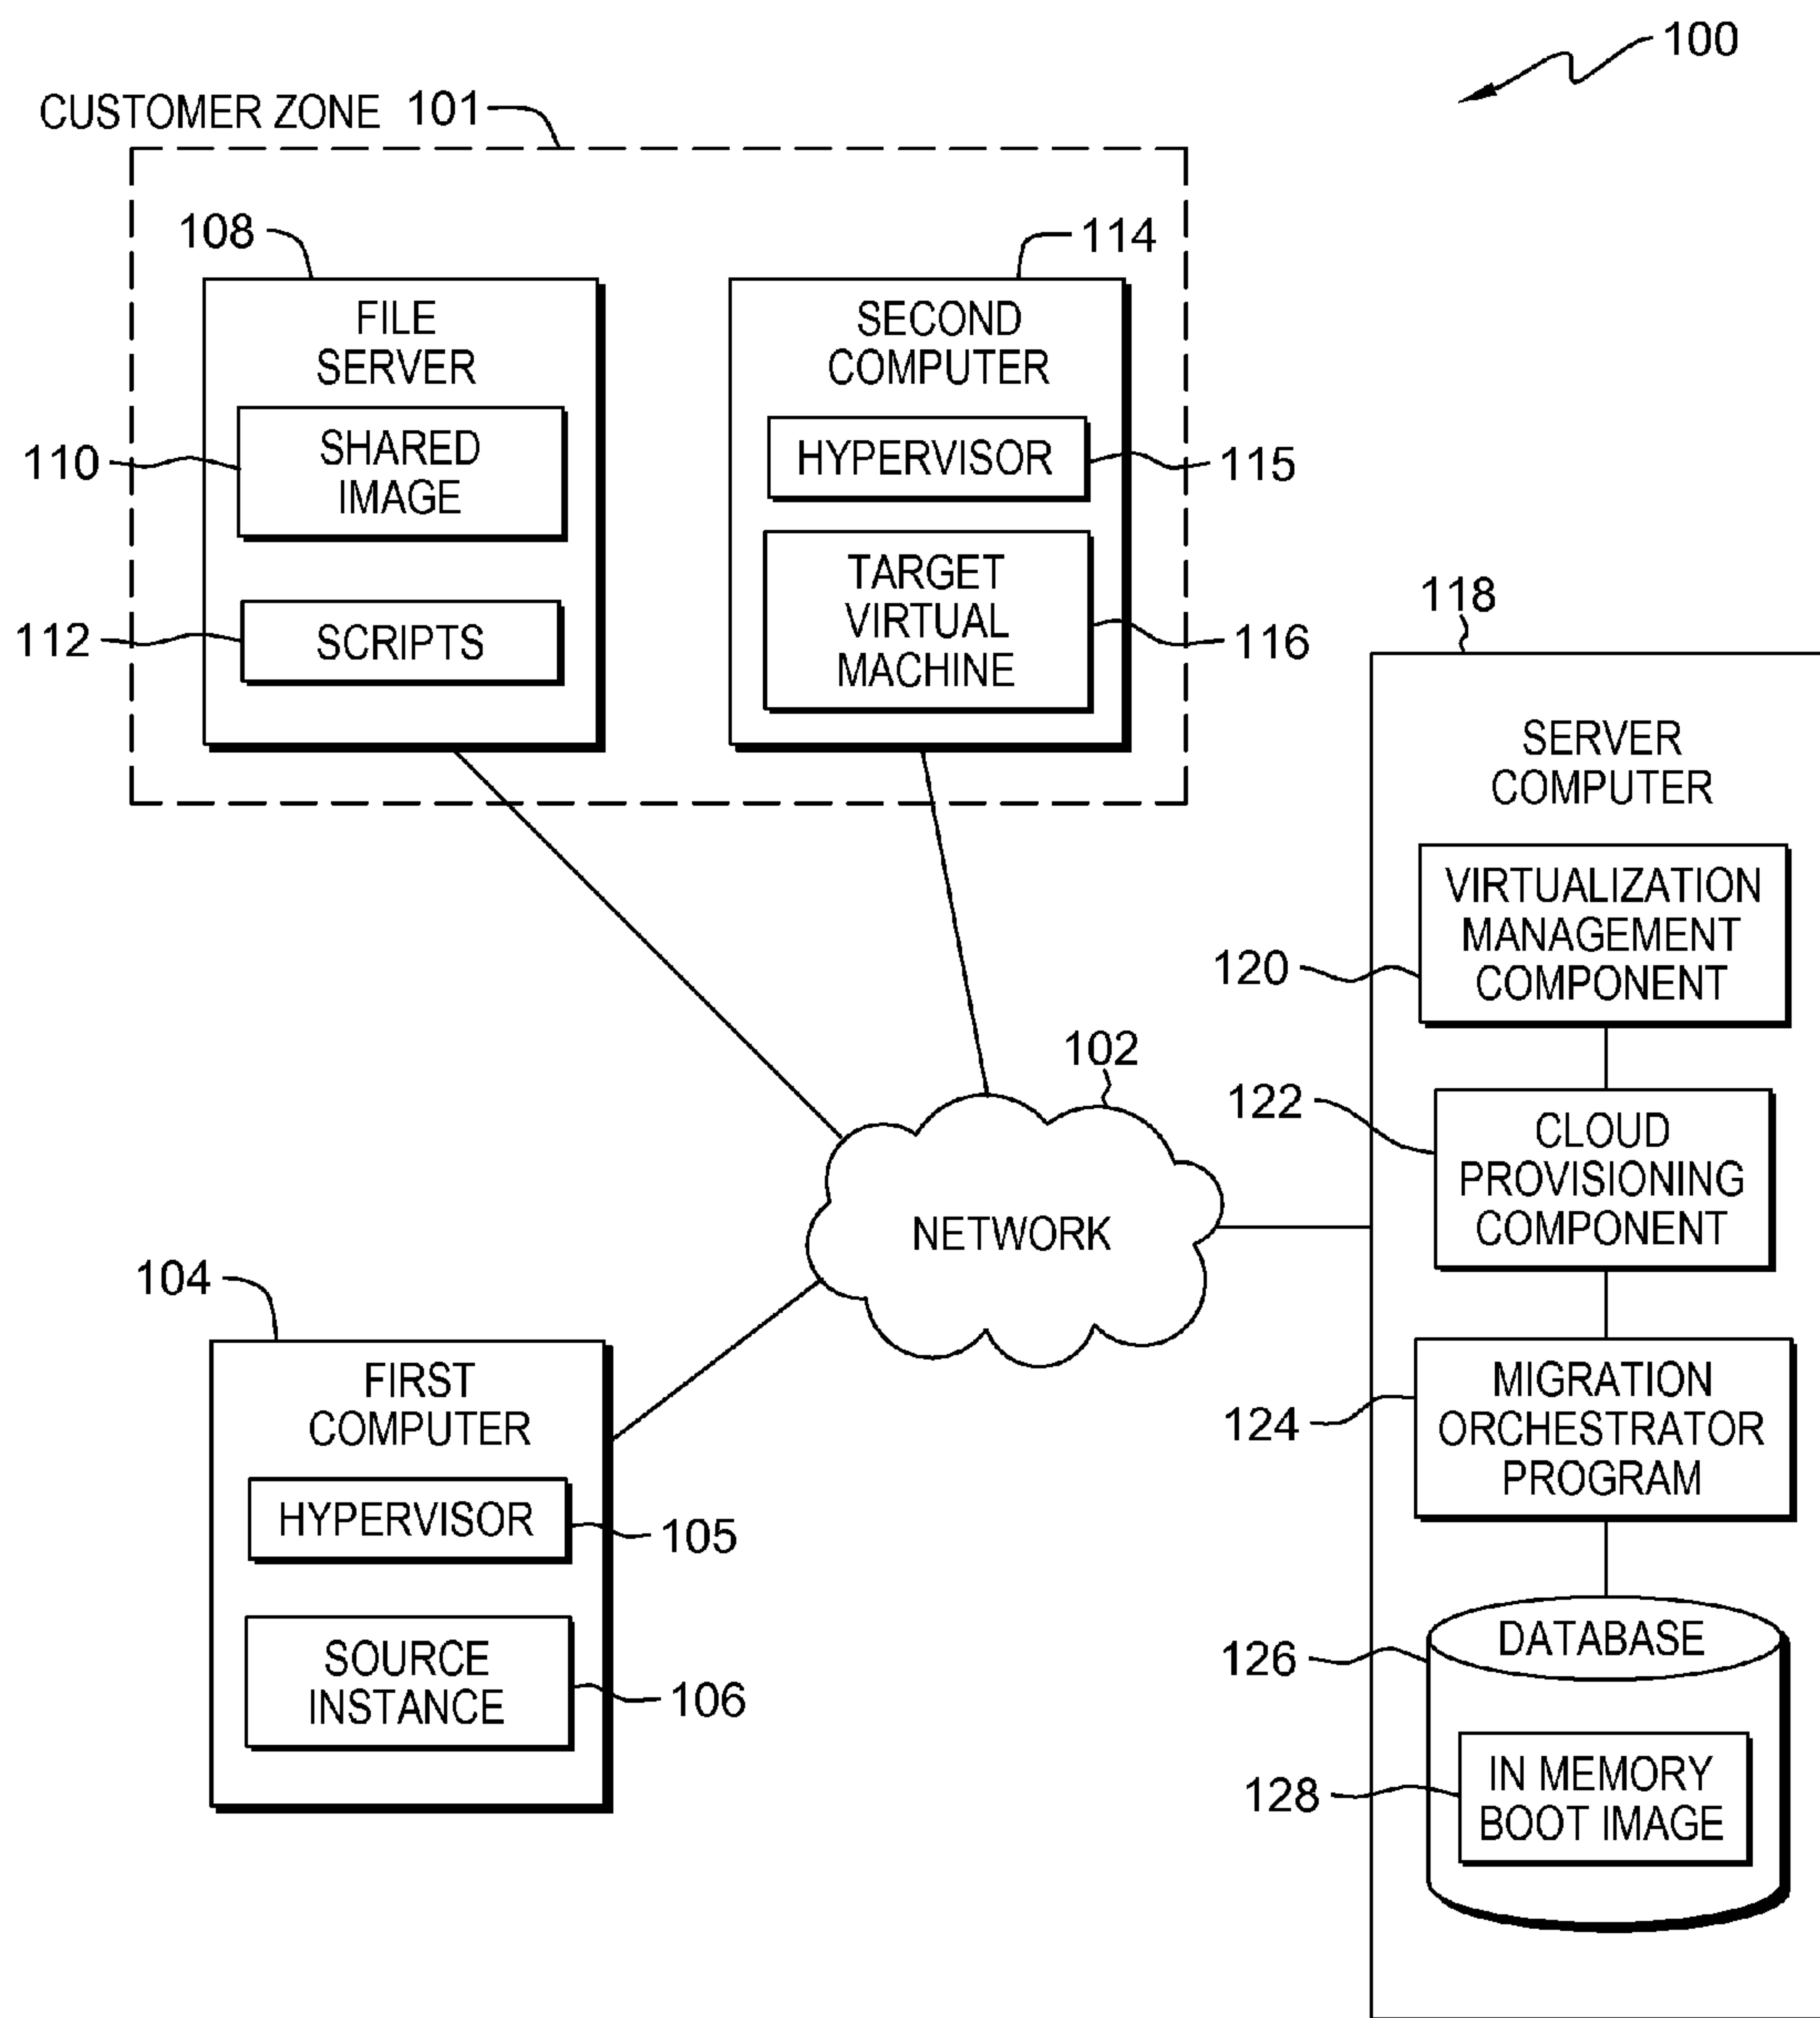 100
CUSTOMER ZONE 101
108
FILE
SERVER
110
SHARED
IMAGE
112
SCRIPTS
114
SECOND
COMPUTER
HYPERVISOR
115
TARGET
VIRTUAL
MACHINE
116
118
SERVER
COMPUTER
VIRTUALIZATION
MANAGEMENT
COMPONENT
120
122
CLOUD
PROVISIONING
COMPONENT
124
MIGRATION
ORCHESTRATOR
PROGRAM
126
DATABASE
128
IN MEMORY
BOOT IMAGE
102
NETWORK
104
FIRST
COMPUTER
HYPERVISOR
105
SOURCE
INSTANCE
106